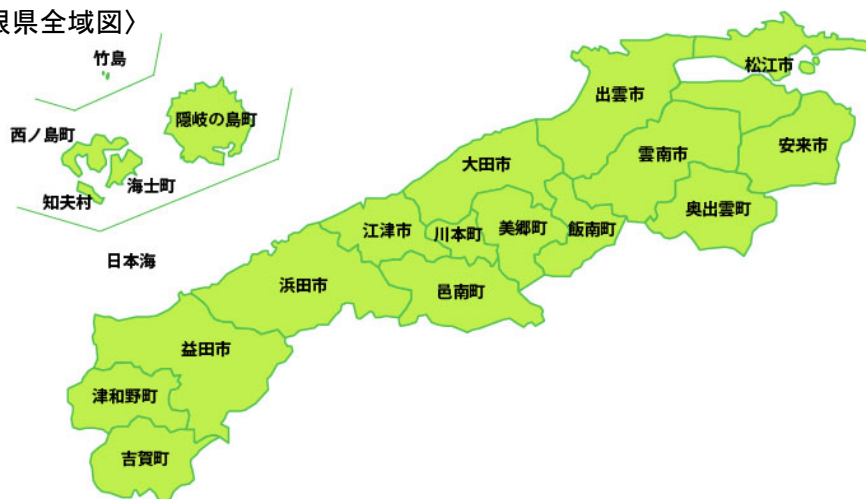 根県全域図〉
竹島
松江市
出雲市
隠岐の島町
西ノ島町
安来市
雲南市
大田市
海士町
知夫村
奥出雲町
江津市
川本町
美郷町
飯南町
日本海
浜田市
邑南町
益田市
津和野町
吉賀町